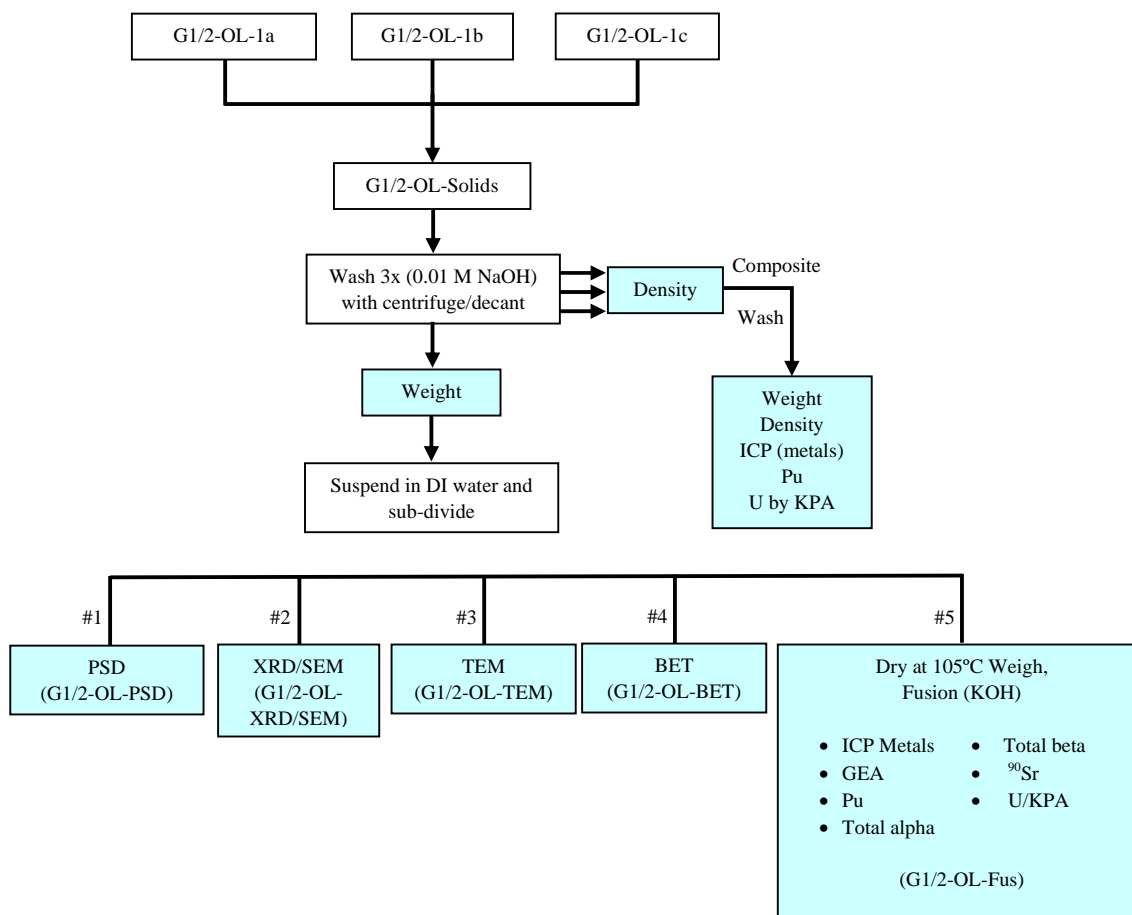 G1/2-OL-1a
G1/2-OL-1b
G1/2-OL-1c
G1/2-OL-Solids
Wash 3x (0.01 M NaOH)
with centrifuge/decant
Density
Composite
Wash
Weight
Weight
Density
ICP (metals)
Pu
U by KPA
Suspend in DI water and
sub-divide
#1
#2
#3
#4
#5
PSD
(G1/2-OL-PSD)
XRD/SEM
(G1/2-OL-
XRD/SEM)
TEM
(G1/2-OL-TEM)
BET
(G1/2-OL-BET)
Dry at 105ºC Weigh,
Fusion (KOH)
• ICP Metals
• GEA
• Pu
• Total alpha
• Total beta
• ⁹⁰Sr
• U/KPA
(G1/2-OL-Fus)